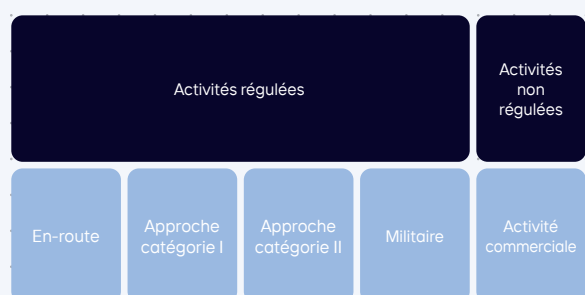 Activités régulées
Activités
non
régulées
En-route
Approche
catégorie I
Approche
catégorie II
Militaire
Activité
commerciale